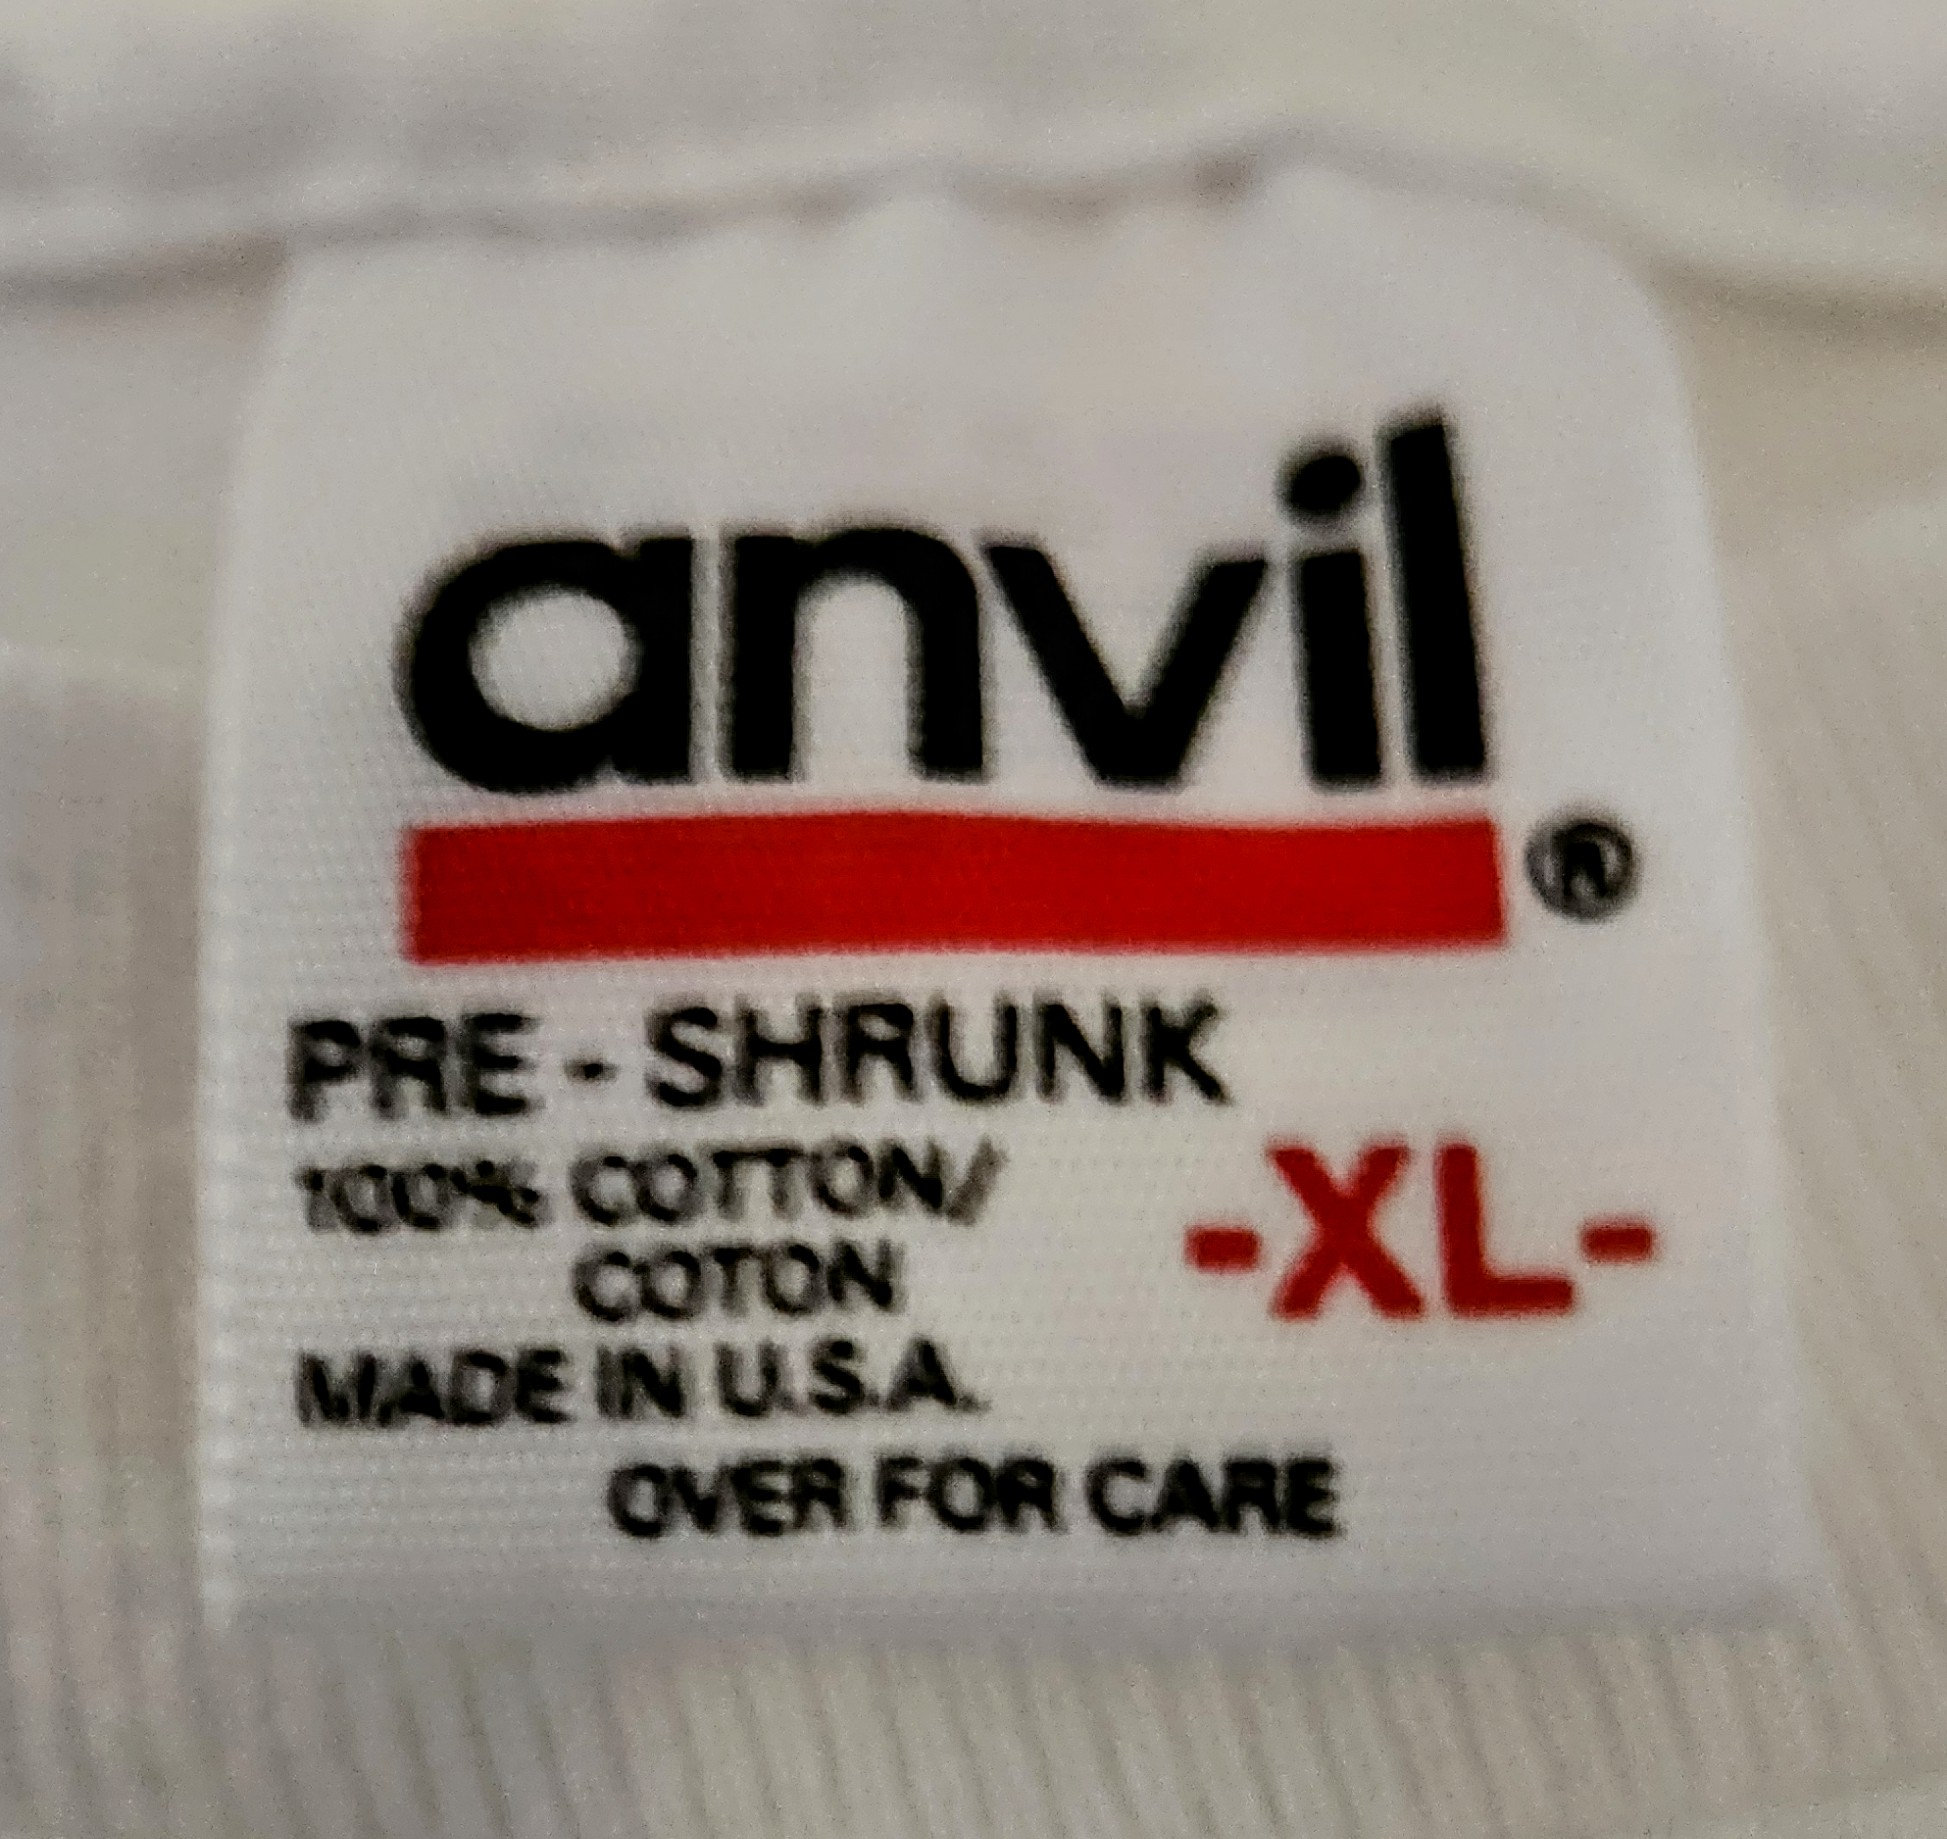 anvil
®
PRE - SHRUNK
100% COTTON/
COTON
-XL-
MADE IN U.S.A.
OVER FOR CARE